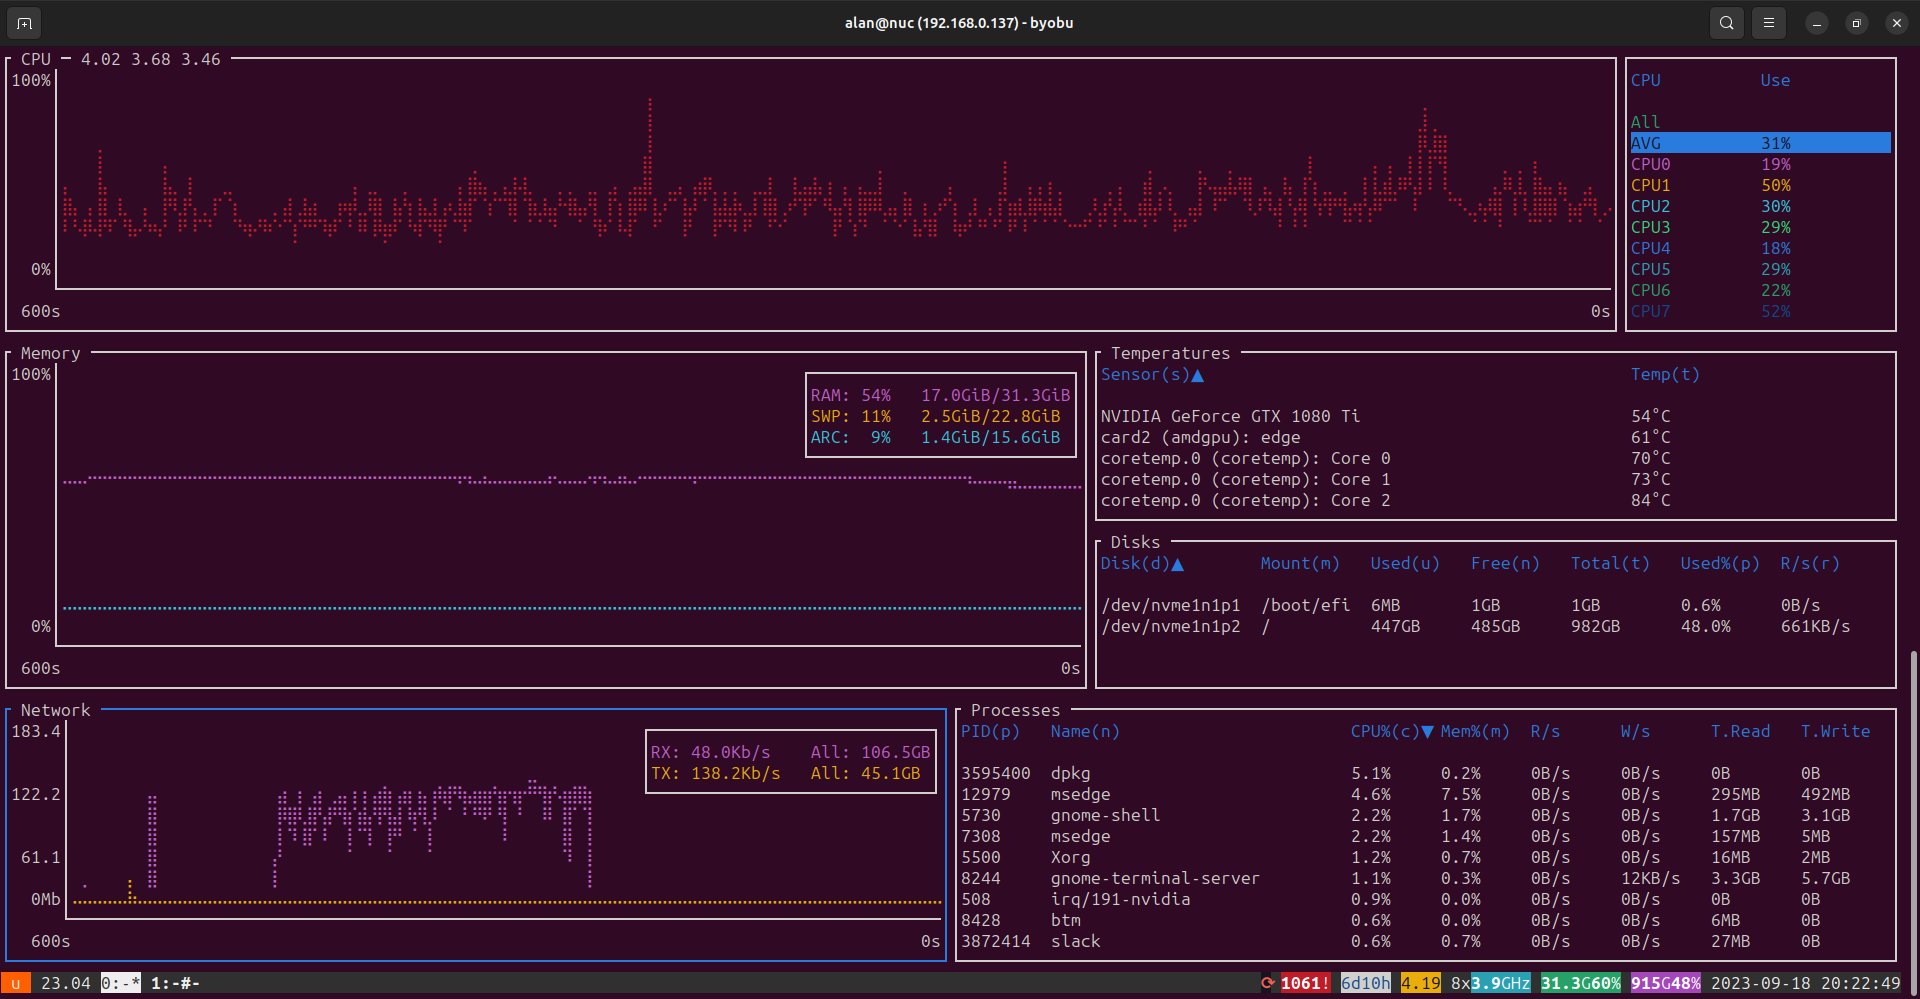 alan@nuc (192.168.0.137) - byobu
CPU — 4.02 3.68 3.46
100%
0%
600s 0s
CPU Use
All
AVG 31%
CPU0 19%
CPU1 50%
CPU2 30%
CPU3 29%
CPU4 18%
CPU5 29%
CPU6 22%
CPU7 52%
Memory
100%
RAM: 54% 17.0GiB/31.3GiB
SWP: 11% 2.5GiB/22.8GiB
ARC: 9% 1.4GiB/15.6GiB
0%
600s 0s
Temperatures
Sensor(s)▲ Temp(t)
NVIDIA GeForce GTX 1080 Ti 54°C
card2 (amdgpu): edge 61°C
coretemp.0 (coretemp): Core 0 70°C
coretemp.0 (coretemp): Core 1 73°C
coretemp.0 (coretemp): Core 2 84°C
Disks
Disk(d)▲ Mount(m) Used(u) Free(n) Total(t) Used%(p) R/s(r)
/dev/nvme1n1p1 /boot/efi 6MB 1GB 1GB 0.6% 0B/s
/dev/nvme1n1p2 / 447GB 485GB 982GB 48.0% 661KB/s
Network
183.4
RX: 48.0Kb/s All: 106.5GB
TX: 138.2Kb/s All: 45.1GB
122.2
61.1
0Mb
600s 0s
Processes
PID(p) Name(n) CPU%(c)▼ Mem%(m) R/s W/s T.Read T.Write
3595400 dpkg 5.1% 0.2% 0B/s 0B/s 0B 0B
12979 msedge 4.6% 7.5% 0B/s 0B/s 295MB 492MB
5730 gnome-shell 2.2% 1.7% 0B/s 0B/s 1.7GB 3.1GB
7308 msedge 2.2% 1.4% 0B/s 0B/s 157MB 5MB
5500 Xorg 1.2% 0.7% 0B/s 0B/s 16MB 2MB
8244 gnome-terminal-server 1.1% 0.3% 0B/s 12KB/s 3.3GB 5.7GB
508 irq/191-nvidia 0.9% 0.0% 0B/s 0B/s 0B 0B
8428 btm 0.6% 0.0% 0B/s 0B/s 6MB 0B
3872414 slack 0.6% 0.7% 0B/s 0B/s 27MB 0B
u 23.04 0:-* 1:-#- ⟳ 1061! 6d10h 4.19 8x3.9GHz 31.3G60% 915G48% 2023-09-18 20:22:49